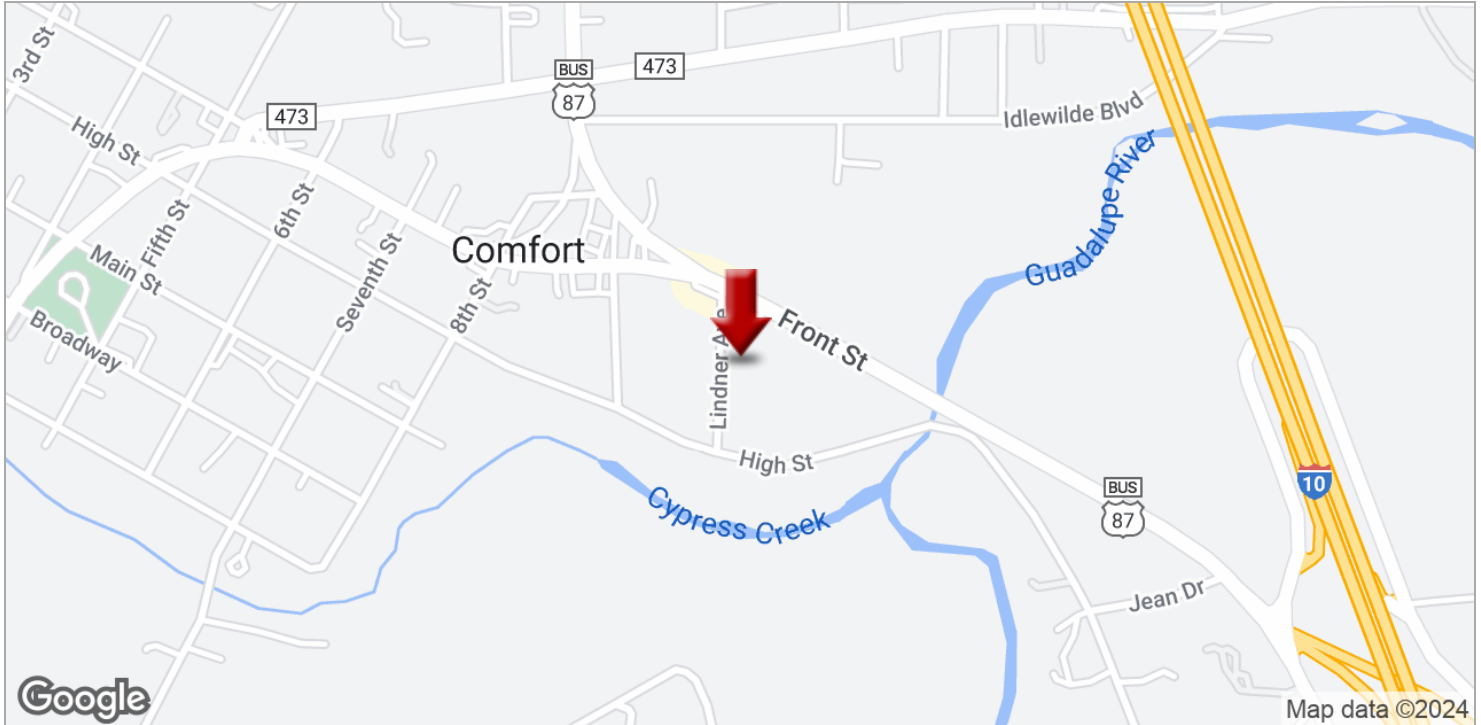 3rd St
473
BUS
87
473
Idlewilde Blvd
High St
Guadalupe River
6th St
Fifth St
Main St
Seventh St
Comfort
8th St
Broadway
Lindner Ave
Front St
High St
Cypress Creek
10
BUS
87
Jean Dr
Google
Map data ©2024